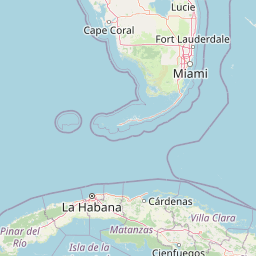 Lucie
Cape Coral
Fort Lauderdale
Miami
La Habana
Cárdenas
Pinar del
Río
Matanzas
Villa Clara
Isla de la
Cienfuegos